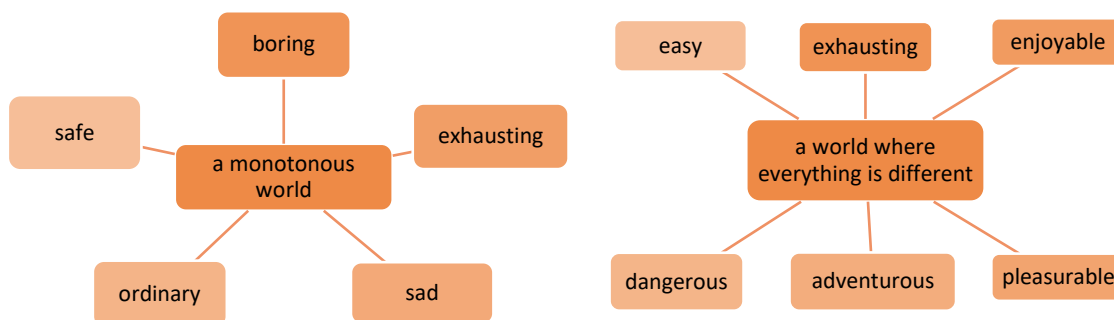 boring
safe
exhausting
a monotonous
world
ordinary
sad
easy
exhausting
enjoyable
a world where
everything is different
dangerous
adventurous
pleasurable